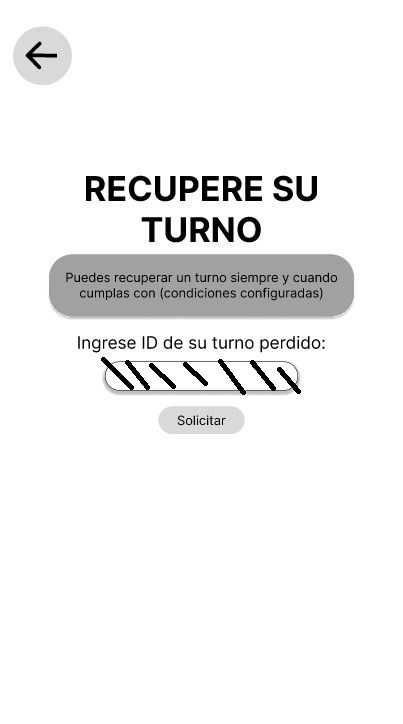 RECUPERE SU
TURNO
Puedes recuperar un turno siempre y cuando
cumplas con (condiciones configuradas)
Ingrese ID de su turno perdido:
Solicitar